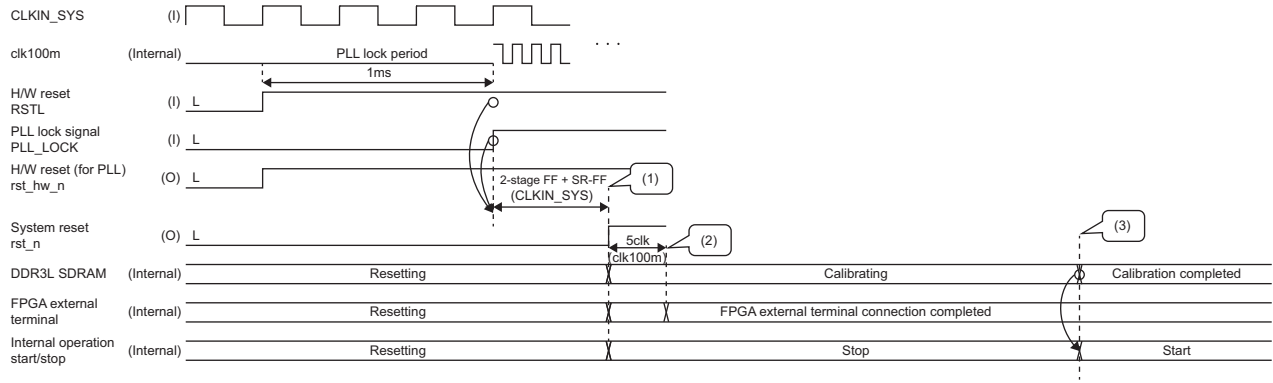 CLKIN_SYS (I)
clk100m (Internal) PLL lock period . . .
1ms
H/W reset
RSTL (I) L
PLL lock signal
PLL_LOCK (I) L
H/W reset (for PLL)
rst_hw_n (O) L
2-stage FF + SR-FF (1)
(CLKIN_SYS)
System reset
rst_n (O) L
5clk (2) (3)
(clk100m)
DDR3L SDRAM (Internal) Resetting Calibrating Calibration completed
FPGA external
terminal (Internal) Resetting FPGA external terminal connection completed
Internal operation
start/stop (Internal) Resetting Stop Start